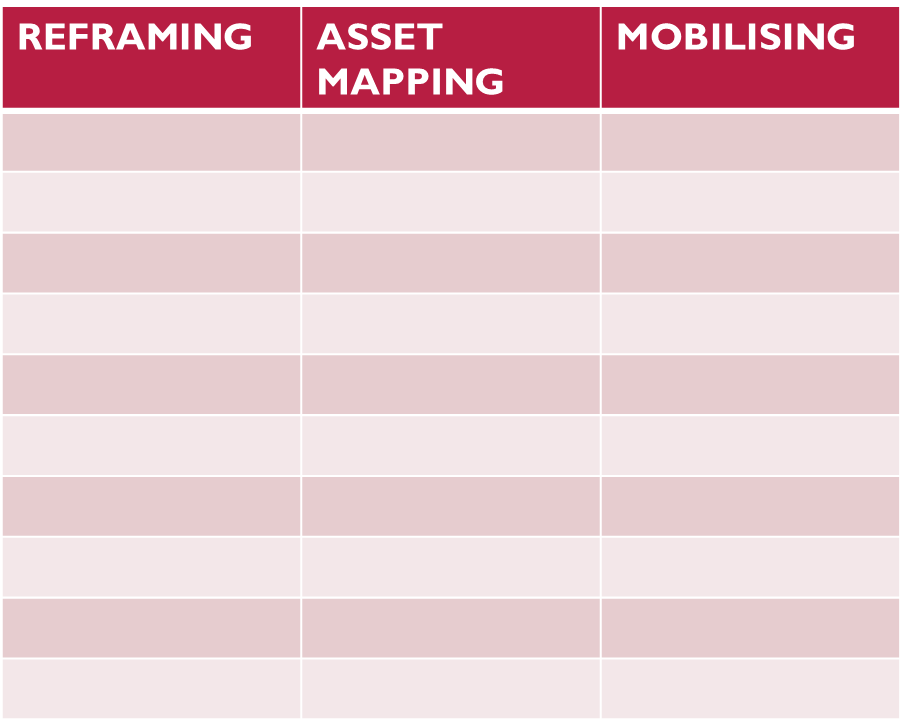 REFRAMING
ASSET
MAPPING
MOBILISING